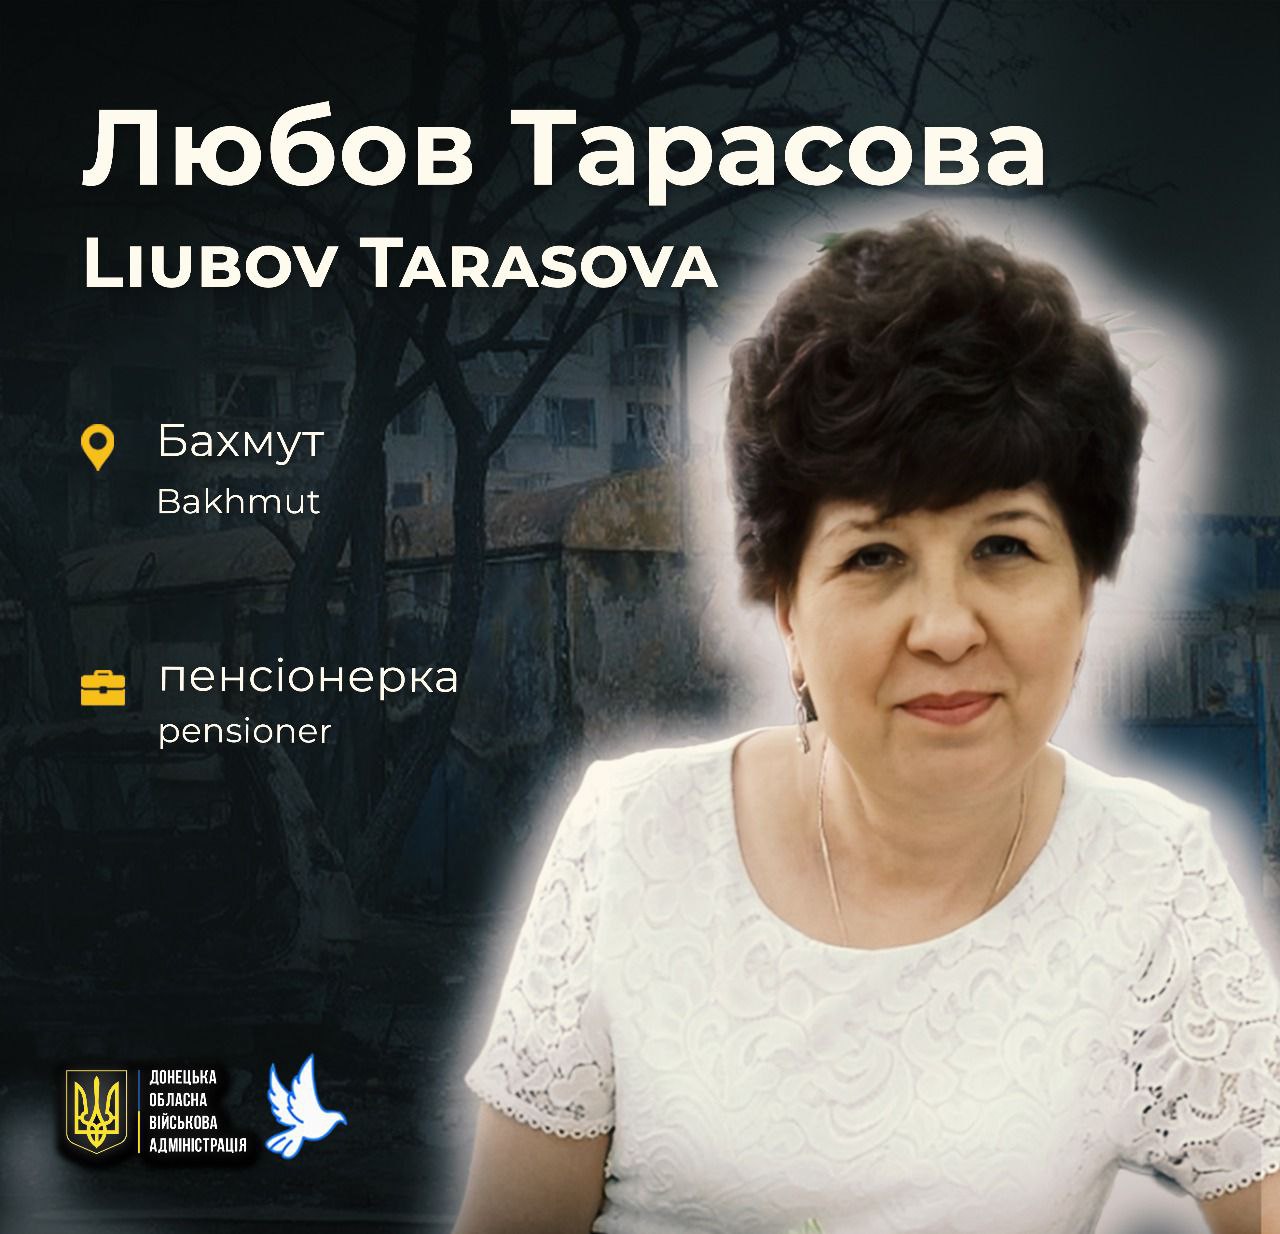 Любов Тарасова
LIUBOV TARASOVA
Бахмут
Bakhmut
пенсіонерка
pensioner
ДОНЕЦЬКА
ОБЛАСНА
ВІЙСЬКОВА
АДМІНІСТРАЦІЯ